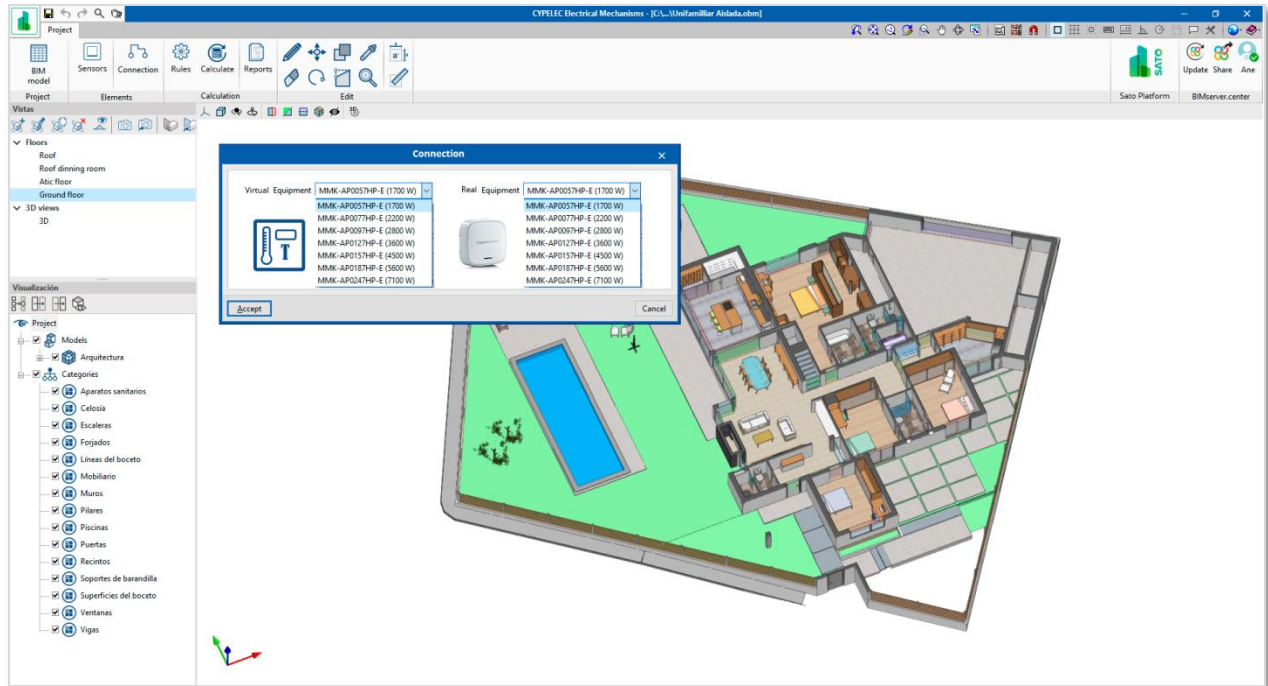 CYPELEC Electrical Mechanisms - [C:\...\Unifamilliar Aislada.obm]
Project
BIM model
Sensors
Connection
Rules
Calculate
Reports
SATO
Update
Share
Ane
Project
Elements
Calculation
Edit
Sato Platform
BIMserver.center
Vistas
Floors
Roof
Roof dinning room
Atic floor
Ground floor
3D views
3D
Connection
Virtual Equipment
MMK-AP0057HP-E (1700 W)
MMK-AP0057HP-E (1700 W)
MMK-AP0077HP-E (2200 W)
MMK-AP0097HP-E (2800 W)
MMK-AP0127HP-E (3600 W)
MMK-AP0157HP-E (4500 W)
MMK-AP0187HP-E (5600 W)
MMK-AP0247HP-E (7100 W)
T
Real Equipment
MMK-AP0057HP-E (1700 W)
MMK-AP0057HP-E (1700 W)
MMK-AP0077HP-E (2200 W)
MMK-AP0097HP-E (2800 W)
MMK-AP0127HP-E (3600 W)
MMK-AP0157HP-E (4500 W)
MMK-AP0187HP-E (5600 W)
MMK-AP0247HP-E (7100 W)
Accept
Cancel
Visualización
Project
Models
Arquitectura
Categories
Aparatos sanitarios
Celosía
Escaleras
Forjados
Líneas del boceto
Mobiliario
Muros
Pilares
Piscinas
Puertas
Recintos
Soportes de barandilla
Superficies del boceto
Ventanas
Vigas